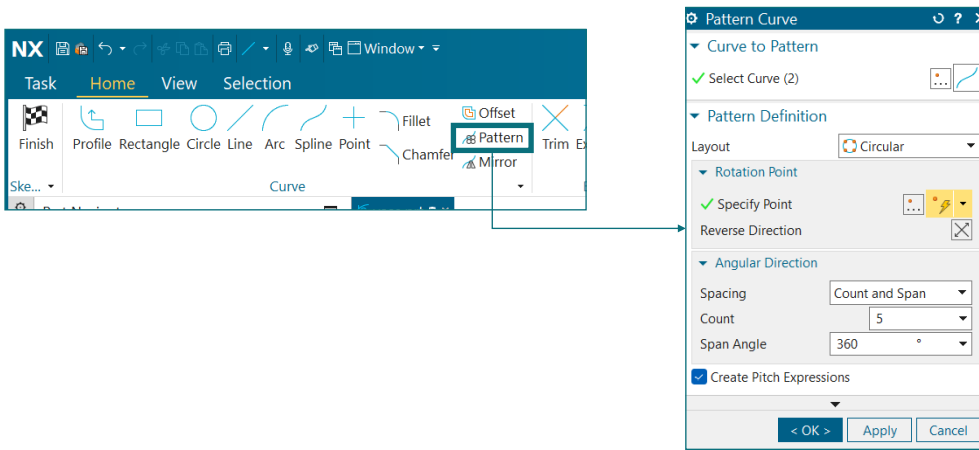 NX Window
Task Home View Selection
Finish Profile Rectangle Circle Line Arc Spline Point Fillet Chamfer Offset Pattern Mirror Trim
Ske... Curve
Pattern Curve ?
Curve to Pattern
Select Curve (2)
Pattern Definition
Layout Circular
Rotation Point
Specify Point
Reverse Direction
Angular Direction
Spacing Count and Span
Count 5
Span Angle 360 °
Create Pitch Expressions
< OK > Apply Cancel